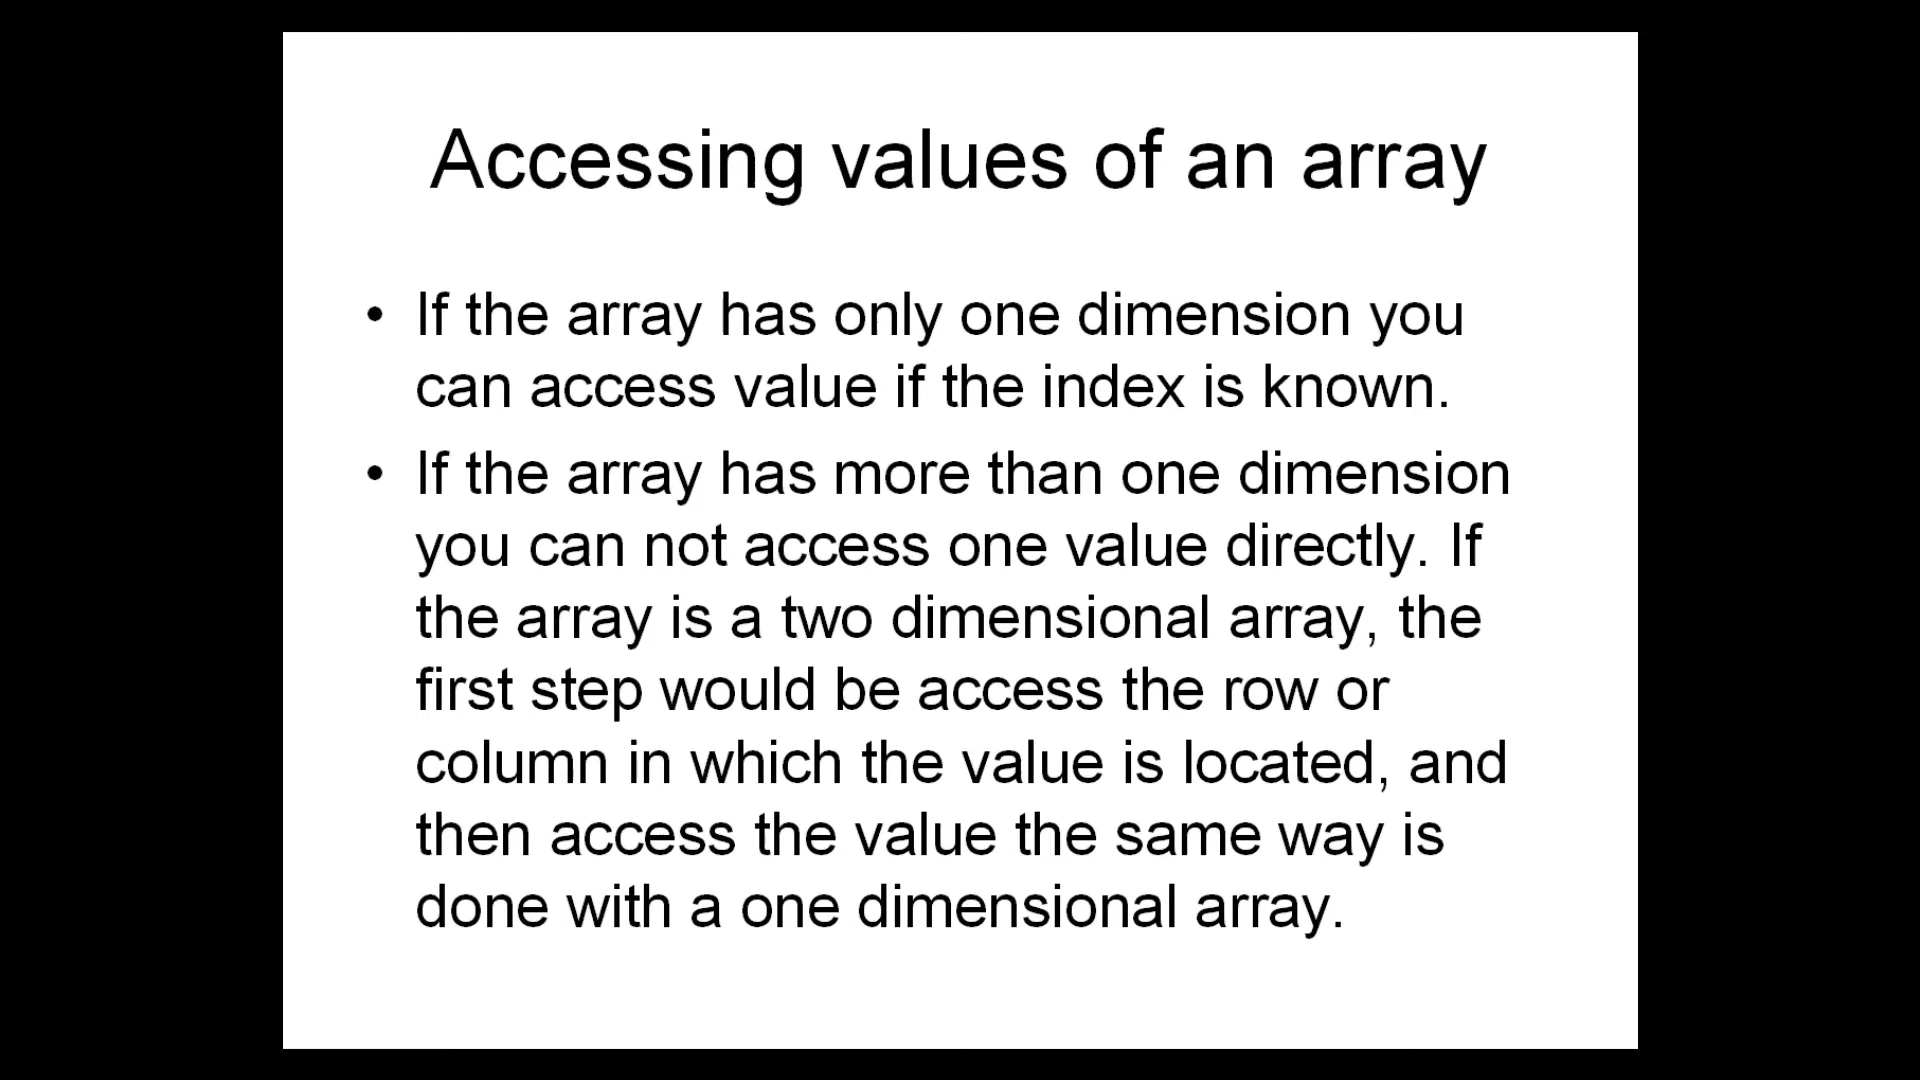 Accessing values of an array
• If the array has only one dimension you
can access value if the index is known.
• If the array has more than one dimension
you can not access one value directly. If
the array is a two dimensional array, the
first step would be access the row or
column in which the value is located, and
then access the value the same way is
done with a one dimensional array.